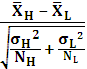 X̄_H − X̄_L
√(σ_H²/N_H + σ_L²/N_L)